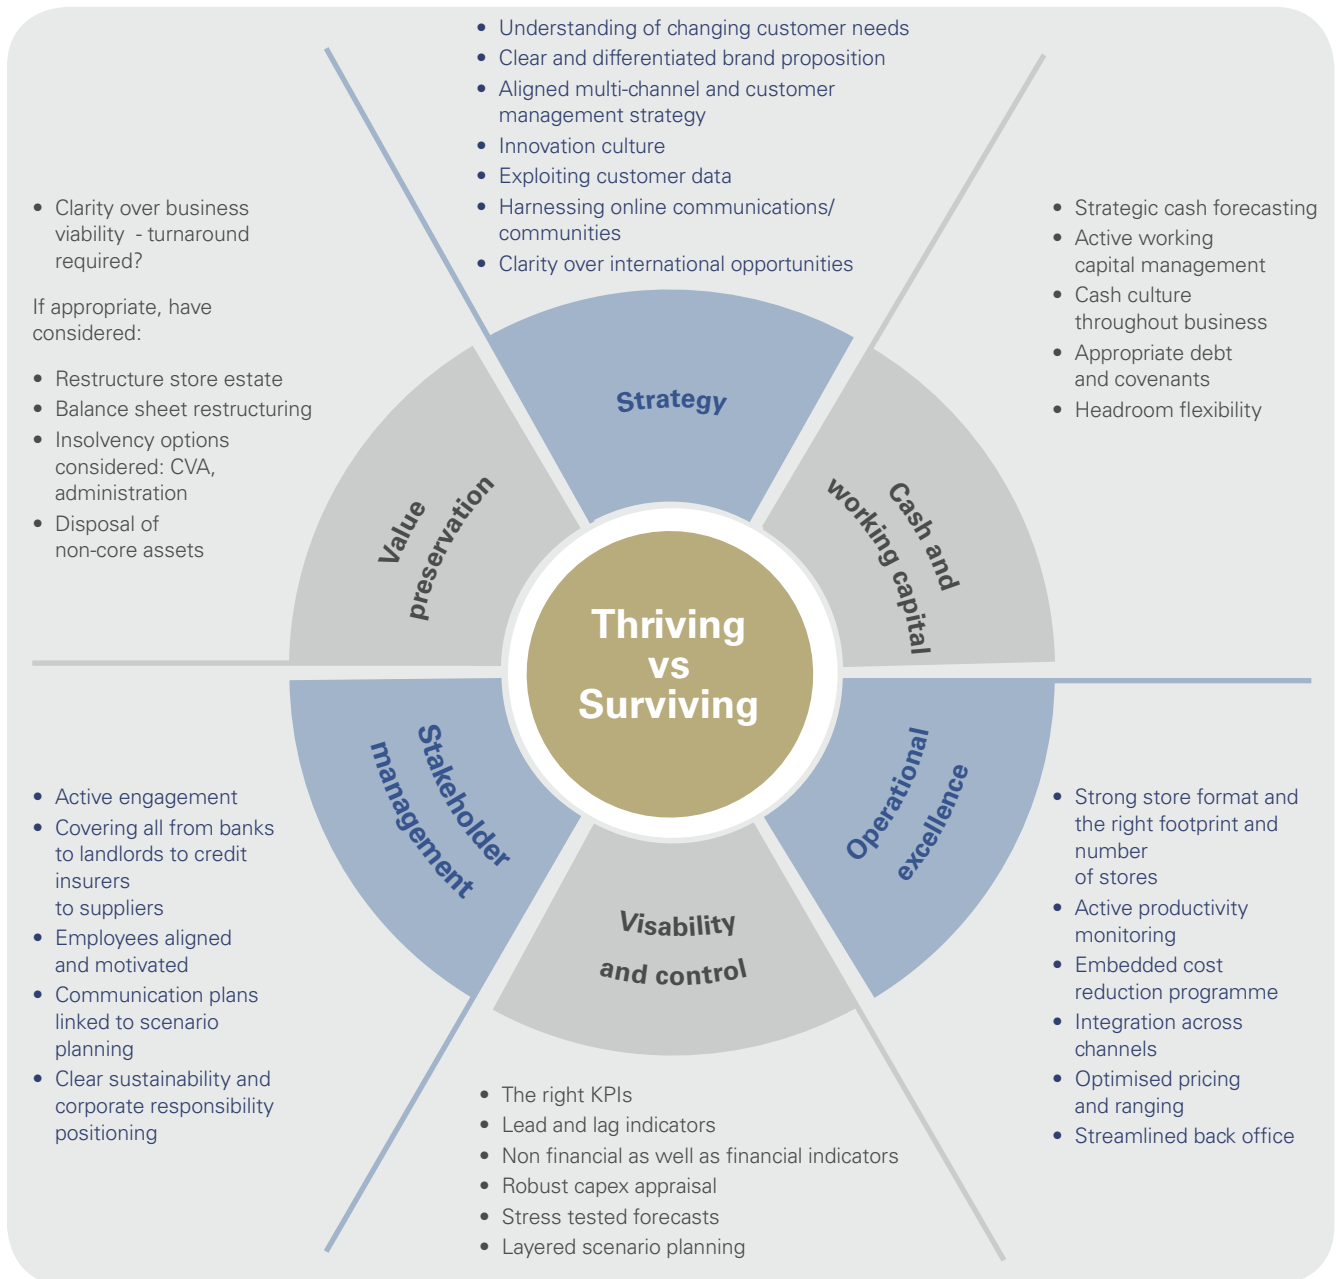 • Understanding of changing customer needs
• Clear and differentiated brand proposition
• Aligned multi-channel and customer
management strategy
• Innovation culture
• Exploiting customer data
• Harnessing online communications/
communities
• Clarity over international opportunities
Strategy
• Strategic cash forecasting
• Active working
capital management
• Cash culture
throughout business
• Appropriate debt
and covenants
• Headroom flexibility
Cash and
working capital
• Strong store format and
the right footprint and
number
of stores
• Active productivity
monitoring
• Embedded cost
reduction programme
• Integration across
channels
• Optimised pricing
and ranging
• Streamlined back office
Operational
excellence
Visability
and control
• The right KPIs
• Lead and lag indicators
• Non financial as well as financial indicators
• Robust capex appraisal
• Stress tested forecasts
• Layered scenario planning
Stakeholder
management
• Active engagement
• Covering all from banks
to landlords to credit
insurers
to suppliers
• Employees aligned
and motivated
• Communication plans
linked to scenario
planning
• Clear sustainability and
corporate responsibility
positioning
Value
preservation
• Clarity over business
viability - turnaround
required?
If appropriate, have
considered:
• Restructure store estate
• Balance sheet restructuring
• Insolvency options
considered: CVA,
administration
• Disposal of
non-core assets
Thriving
vs
Surviving